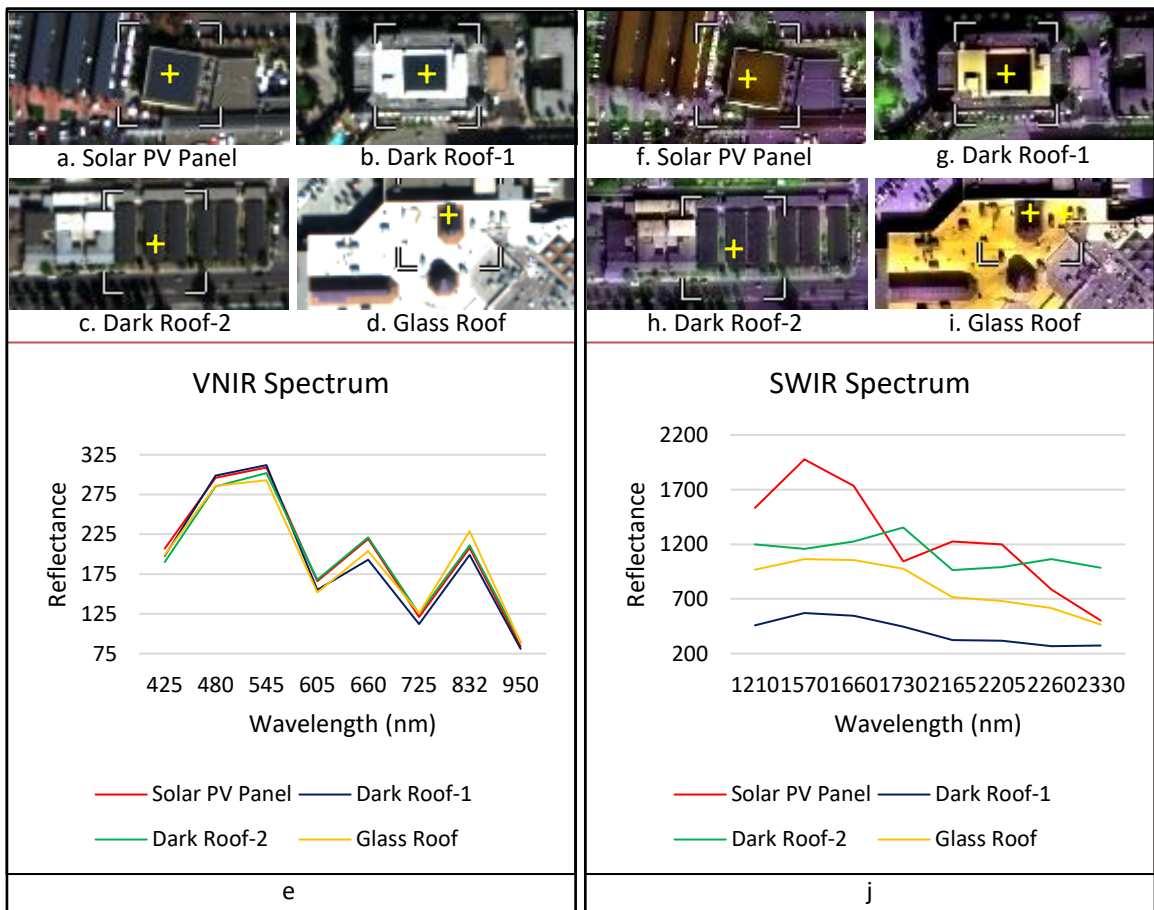 a. Solar PV Panel
b. Dark Roof-1
c. Dark Roof-2
d. Glass Roof
VNIR Spectrum
325
275
225
175
125
75
Reflectance
425 480 545 605 660 725 832 950
Wavelength (nm)
Solar PV Panel
Dark Roof-1
Dark Roof-2
Glass Roof
e
f. Solar PV Panel
g. Dark Roof-1
h. Dark Roof-2
i. Glass Roof
SWIR Spectrum
2200
1700
1200
700
200
Reflectance
1210 1570 1660 1730 2165 2205 2260 2330
Wavelength (nm)
Solar PV Panel
Dark Roof-1
Dark Roof-2
Glass Roof
j